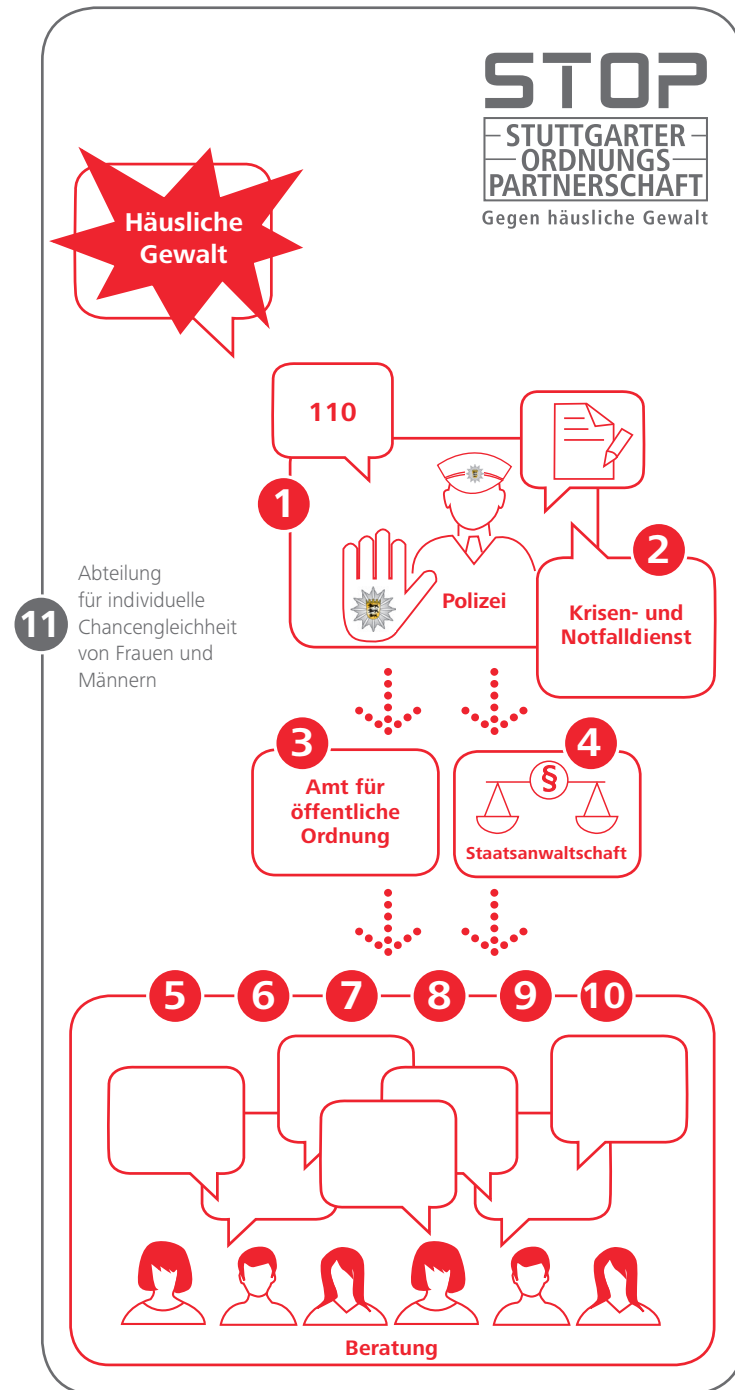 STOP
STUTTGARTER
ORDNUNGS
PARTNERSCHAFT
Gegen häusliche Gewalt
Häusliche
Gewalt
110
1
Polizei
2
Krisen- und
Notfalldienst
11
Abteilung
für individuelle
Chancengleichheit
von Frauen und
Männern
3
Amt für
öffentliche
Ordnung
4
§
Staatsanwaltschaft
5 6 7 8 9 10
Beratung